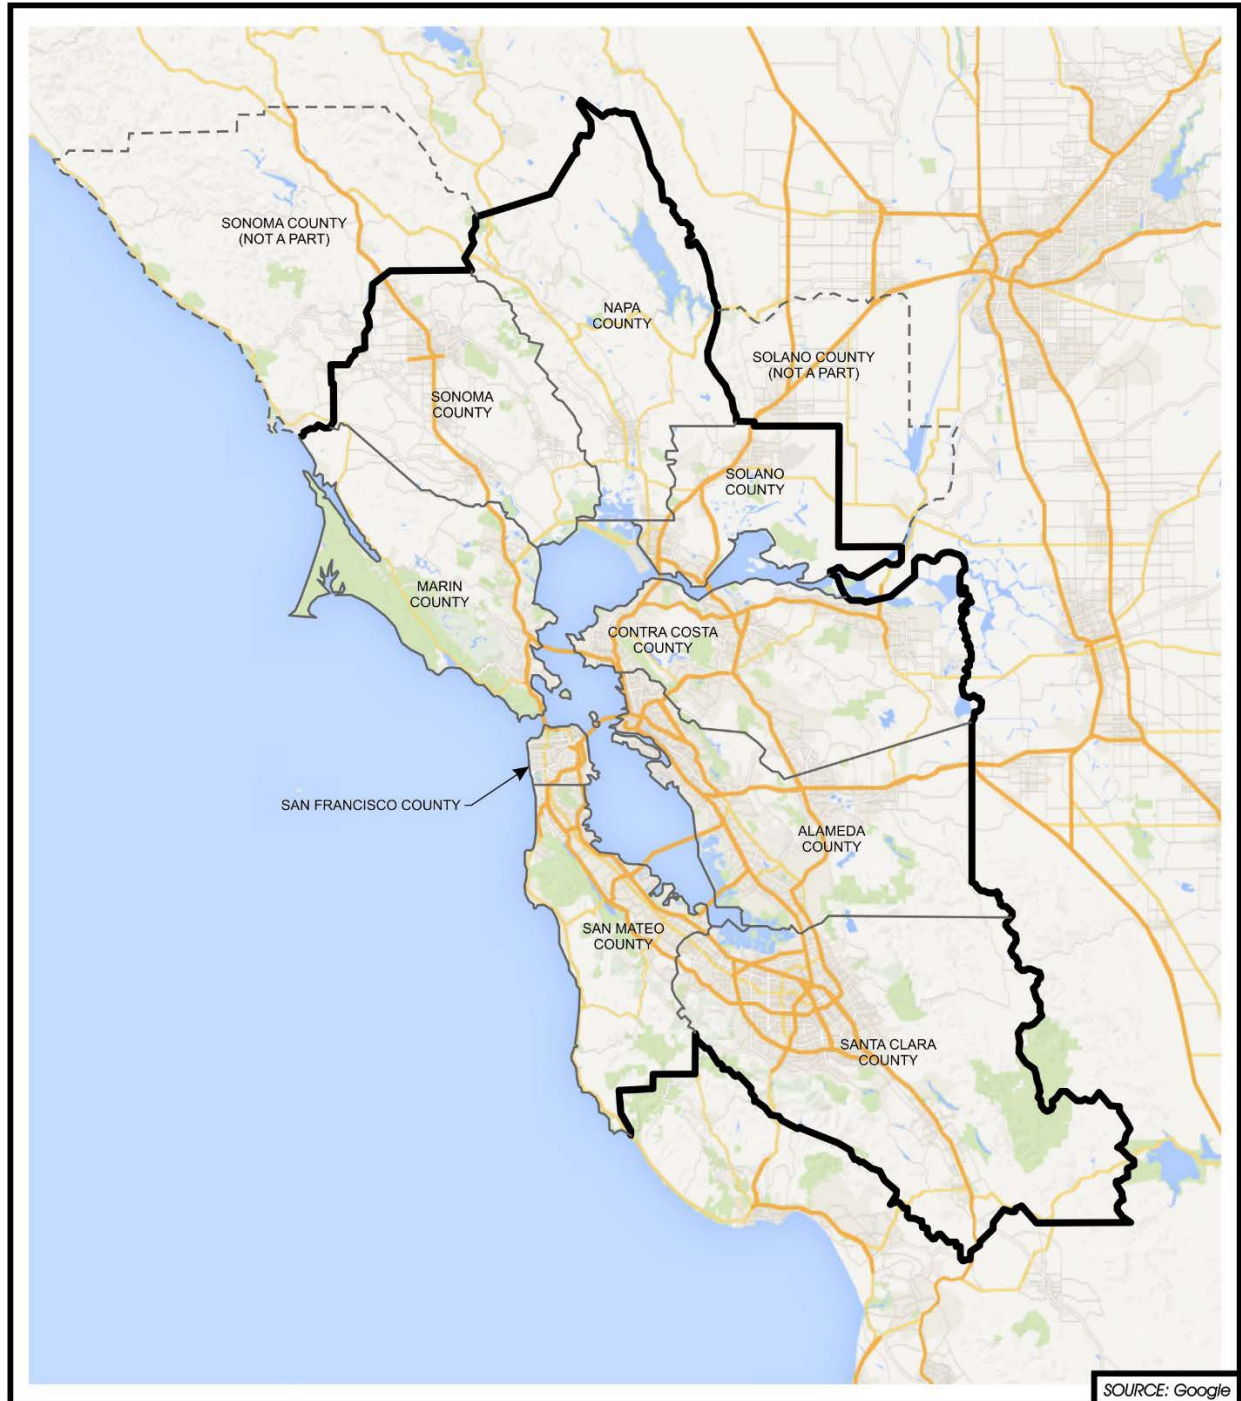 SONOMA COUNTY
(NOT A PART)
NAPA
COUNTY
SOLANO COUNTY
(NOT A PART)
SONOMA
COUNTY
SOLANO
COUNTY
MARIN
COUNTY
CONTRA COSTA
COUNTY
SAN FRANCISCO COUNTY
ALAMEDA
COUNTY
SAN MATEO
COUNTY
SANTA CLARA
COUNTY
SOURCE: Google